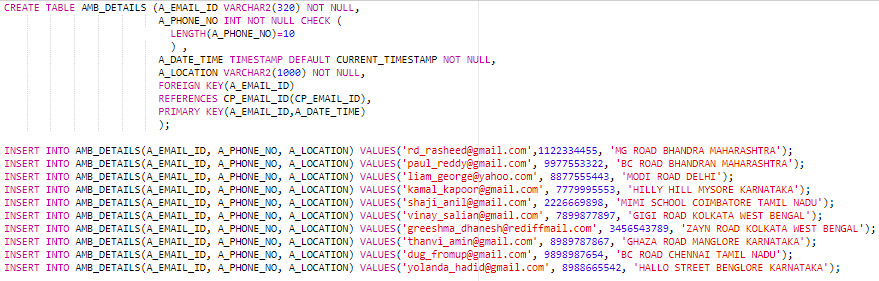 CREATE TABLE AMB_DETAILS (A_EMAIL_ID VARCHAR2(320) NOT NULL,
A_PHONE_NO INT NOT NULL CHECK (
LENGTH(A_PHONE_NO)=10
) ,
A_DATE_TIME TIMESTAMP DEFAULT CURRENT_TIMESTAMP NOT NULL,
A_LOCATION VARCHAR2(1000) NOT NULL,
FOREIGN KEY(A_EMAIL_ID)
REFERENCES CP_EMAIL_ID(CP_EMAIL_ID),
PRIMARY KEY(A_EMAIL_ID,A_DATE_TIME)
);
INSERT INTO AMB_DETAILS(A_EMAIL_ID, A_PHONE_NO, A_LOCATION) VALUES('rd_rasheed@gmail.com',1122334455, 'MG ROAD BHANDRA MAHARASHTRA');
INSERT INTO AMB_DETAILS(A_EMAIL_ID, A_PHONE_NO, A_LOCATION) VALUES('paul_reddy@gmail.com', 9977553322, 'BC ROAD BHANDRAN MAHARASHTRA');
INSERT INTO AMB_DETAILS(A_EMAIL_ID, A_PHONE_NO, A_LOCATION) VALUES('liam_george@yahoo.com', 8877555443, 'MODI ROAD DELHI');
INSERT INTO AMB_DETAILS(A_EMAIL_ID, A_PHONE_NO, A_LOCATION) VALUES('kamal_kapoor@gmail.com', 7779995553, 'HILLY HILL MYSORE KARNATAKA');
INSERT INTO AMB_DETAILS(A_EMAIL_ID, A_PHONE_NO, A_LOCATION) VALUES('shaji_anil@gmail.com', 2226669898, 'MIMI SCHOOL COIMBATORE TAMIL NADU');
INSERT INTO AMB_DETAILS(A_EMAIL_ID, A_PHONE_NO, A_LOCATION) VALUES('vinay_salian@gmail.com', 7899877897, 'GIGI ROAD KOLKATA WEST BENGAL');
INSERT INTO AMB_DETAILS(A_EMAIL_ID, A_PHONE_NO, A_LOCATION) VALUES('greeshma_dhanesh@rediffmail.com', 3456543789, 'ZAYN ROAD KOLKATA WEST BENGAL');
INSERT INTO AMB_DETAILS(A_EMAIL_ID, A_PHONE_NO, A_LOCATION) VALUES('thanvi_amin@gmail.com', 8989787867, 'GHAZA ROAD MANGLORE KARNATAKA');
INSERT INTO AMB_DETAILS(A_EMAIL_ID, A_PHONE_NO, A_LOCATION) VALUES('dug_fromup@gmail.com', 9898987654, 'BC ROAD CHENNAI TAMIL NADU');
INSERT INTO AMB_DETAILS(A_EMAIL_ID, A_PHONE_NO, A_LOCATION) VALUES('yolanda_hadid@gmail.com', 8988665542, 'HALLO STREET BENGLORE KARNATAKA');